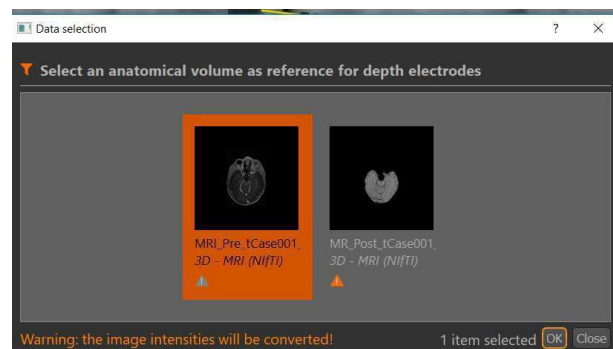 Data selection
?
Select an anatomical volume as reference for depth electrodes
MRI_Pre_tCase001_
3D - MRI (NIfTI)
MR_Post_tCase001_
3D - MRI (NIfTI)
Warning: the image intensities will be converted!
1 item selected OK Close